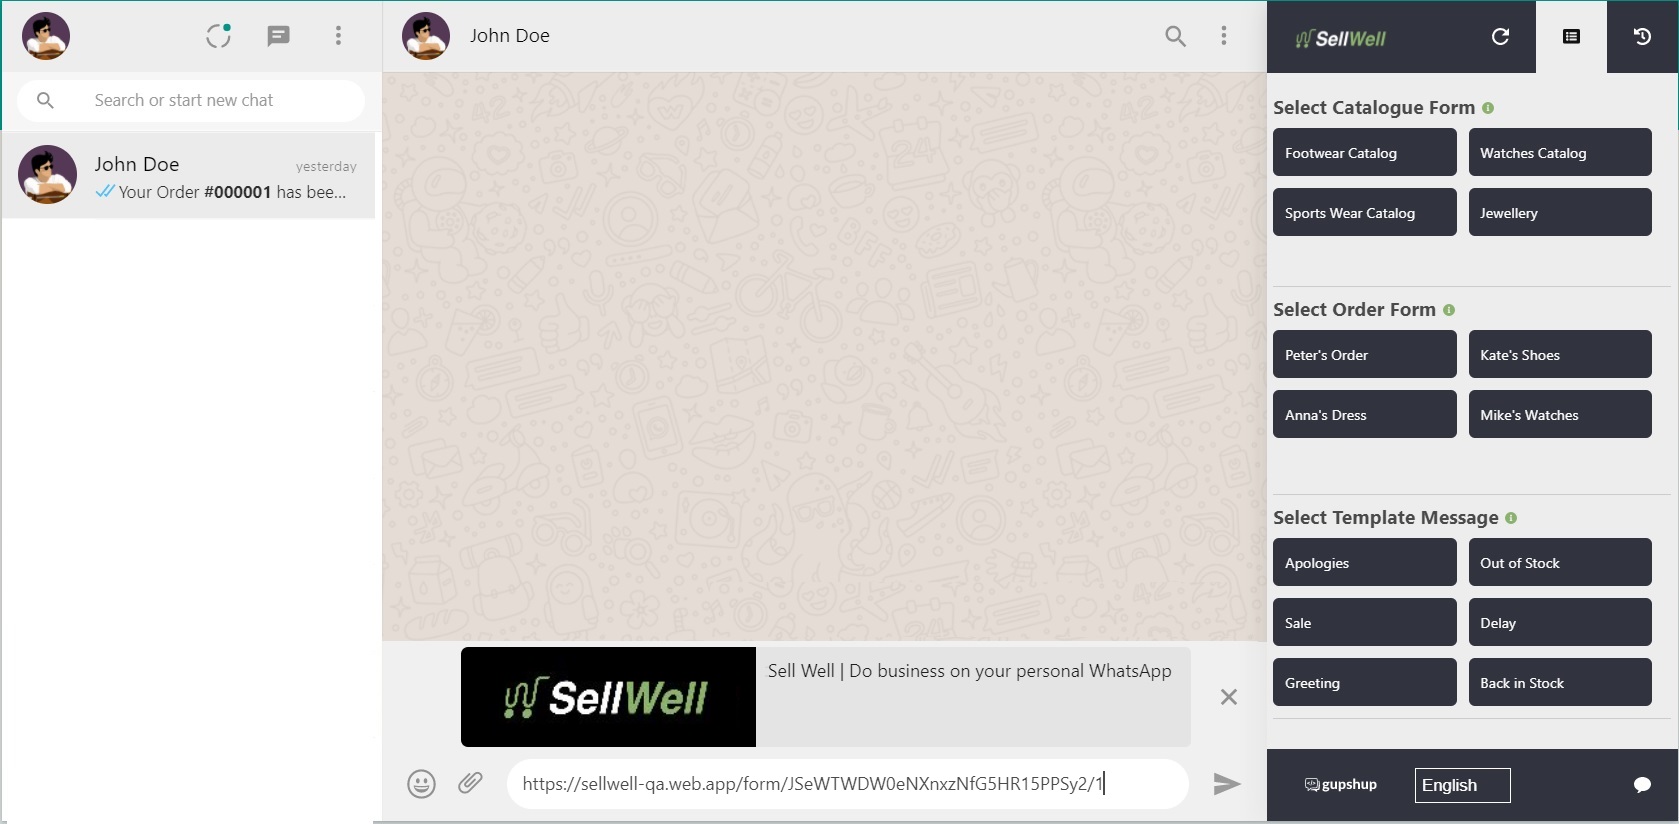 John Doe
SellWell
Search or start new chat
John Doe
yesterday
Your Order #000001 has bee...
Select Catalogue Form
Footwear Catalog
Watches Catalog
Sports Wear Catalog
Jewellery
Select Order Form
Peter's Order
Kate's Shoes
Anna's Dress
Mike's Watches
Select Template Message
Apologies
Out of Stock
Sale
Delay
Greeting
Back in Stock
SellWell
Sell Well | Do business on your personal WhatsApp
https://sellwell-qa.web.app/form/JSeWTWDW0eNXnxzNfG5HR15PPSy2/1
gupshup
English